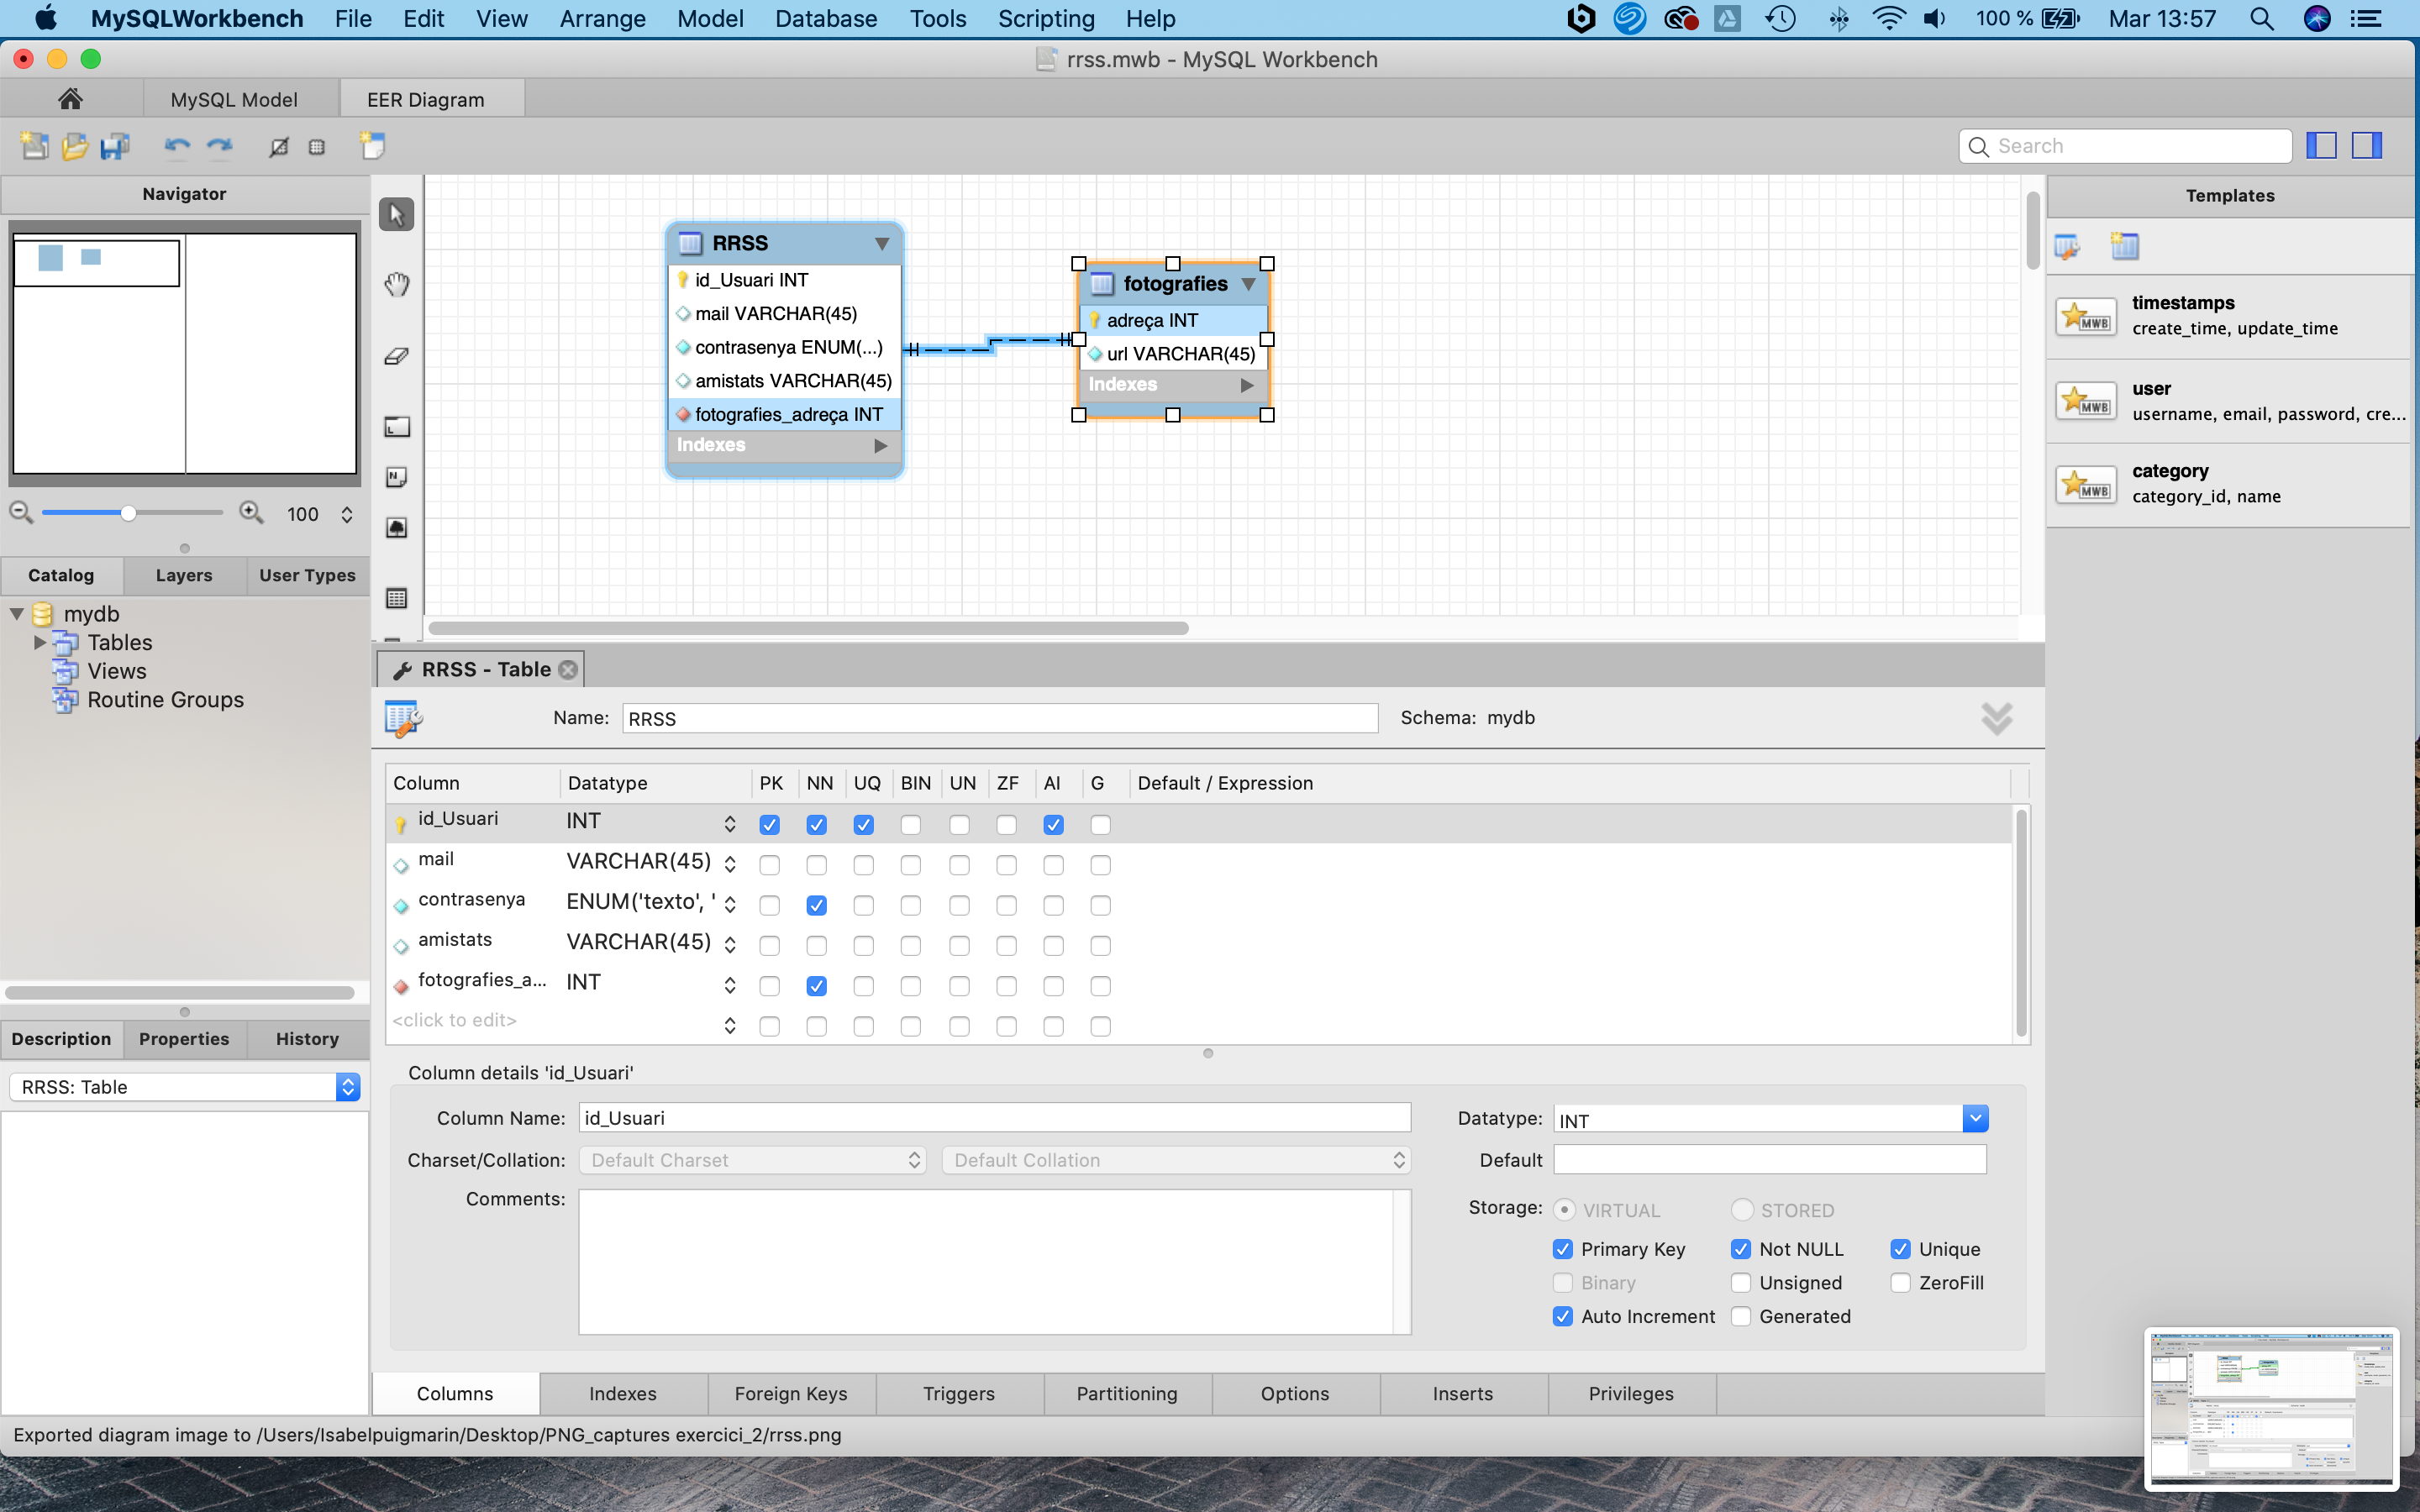 MySQLWorkbench File Edit View Arrange Model Database Tools Scripting Help 100 % Mar 13:57
rrss.mwb - MySQL Workbench
MySQL Model EER Diagram
Search
Navigator
Templates
RRSS
id_Usuari INT
mail VARCHAR(45)
contrasenya ENUM(...)
amistats VARCHAR(45)
fotografies_adreça INT
Indexes
fotografies
adreça INT
url VARCHAR(45)
Indexes
timestamps
create_time, update_time
user
username, email, password, cre...
category
category_id, name
MWB
MWB
MWB
100
Catalog Layers User Types
mydb
Tables
Views
Routine Groups
RRSS - Table
Name: RRSS Schema: mydb
Column Datatype PK NN UQ BIN UN ZF AI G Default / Expression
id_Usuari INT
mail VARCHAR(45)
contrasenya ENUM('texto', '
amistats VARCHAR(45)
fotografies_a... INT
<click to edit>
Description Properties History
RRSS: Table
Column details 'id_Usuari'
Column Name: id_Usuari Datatype: INT
Charset/Collation: Default Charset Default Collation Default
Comments: Storage: VIRTUAL STORED
Primary Key Not NULL Unique
Binary Unsigned ZeroFill
Auto Increment Generated
Columns Indexes Foreign Keys Triggers Partitioning Options Inserts Privileges
Exported diagram image to /Users/Isabelpuigmarin/Desktop/PNG_captures exercici_2/rrss.png